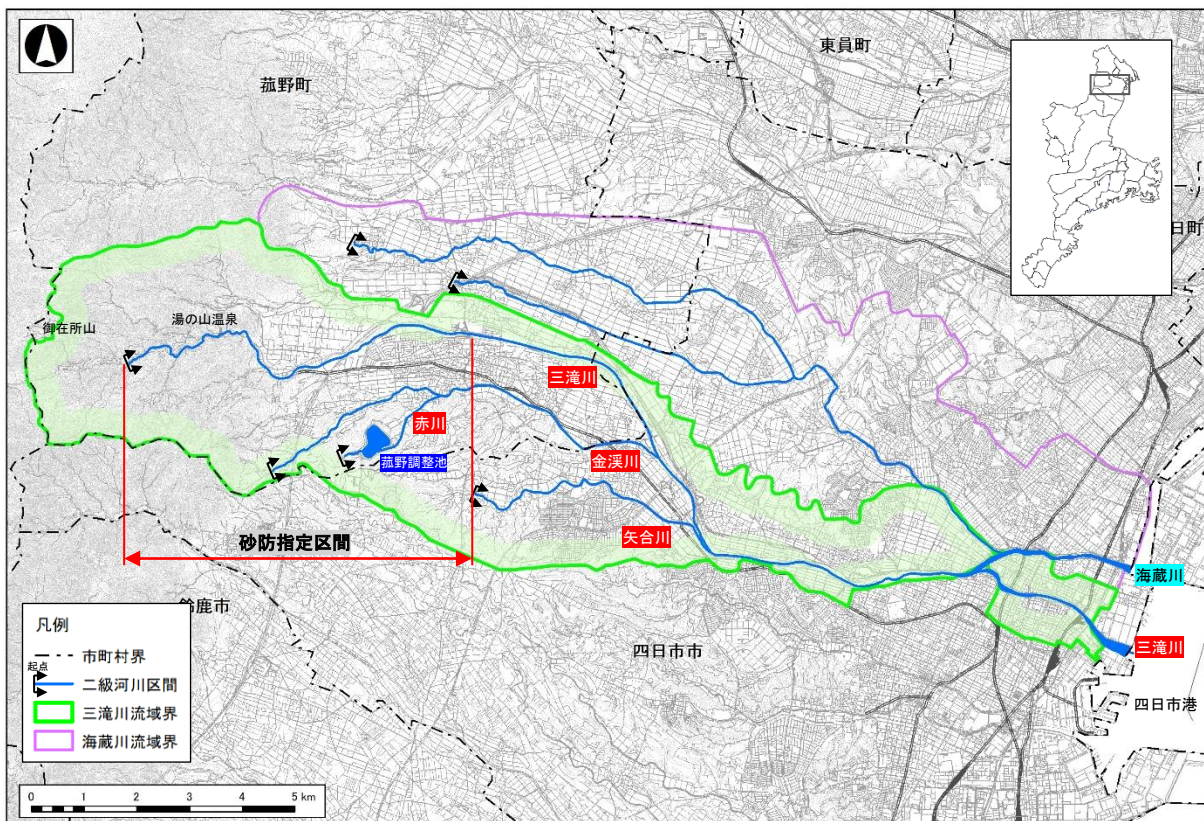 東員町
菰野町
日町
御在所山
湯の山温泉
三滝川
赤川
菰野調整池
金渓川
矢合川
砂防指定区間
海蔵川
鈴鹿市
四日市市
三滝川
四日市港
凡例
市町村界
起点
二級河川区間
三滝川流域界
海蔵川流域界
0 1 2 3 4 5 km